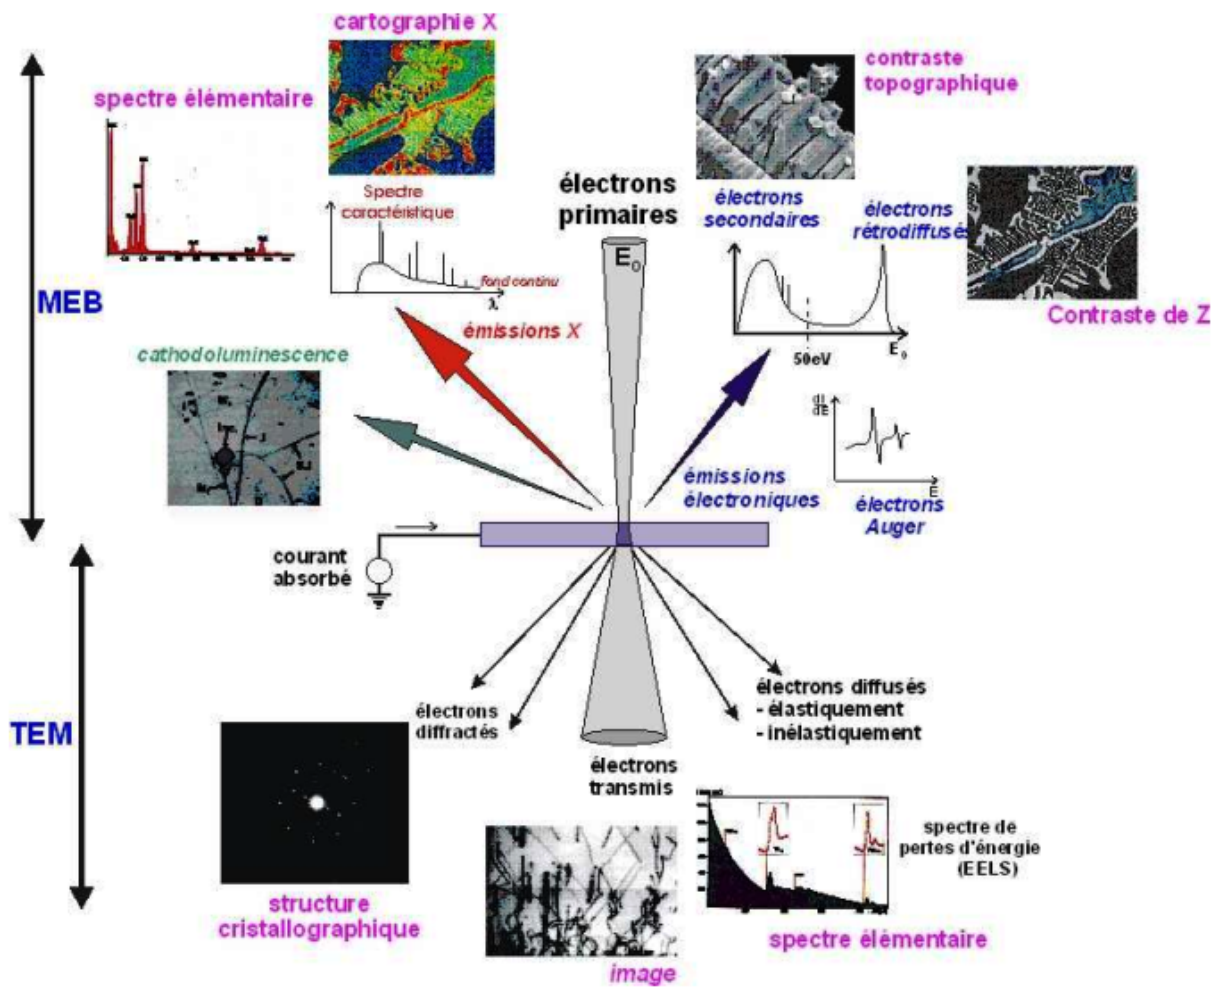 cartographie X
spectre élémentaire
contraste
topographique
Spectre
caractéristique
Fond continu
λ
émissions X
électrons
primaires
E₀
électrons
secondaires
électrons
rétrodiffusés
50eV
E₀
Contraste de Z
MEB
cathodoluminescence
dI
dE
E
émissions
électroniques
électrons
Auger
courant
absorbé
TEM
électrons
diffractés
électrons diffusés
- élastiquement
- inélastiquement
électrons
transmis
spectre de
pertes d'énergie
(EELS)
structure
cristallographique
spectre élémentaire
image